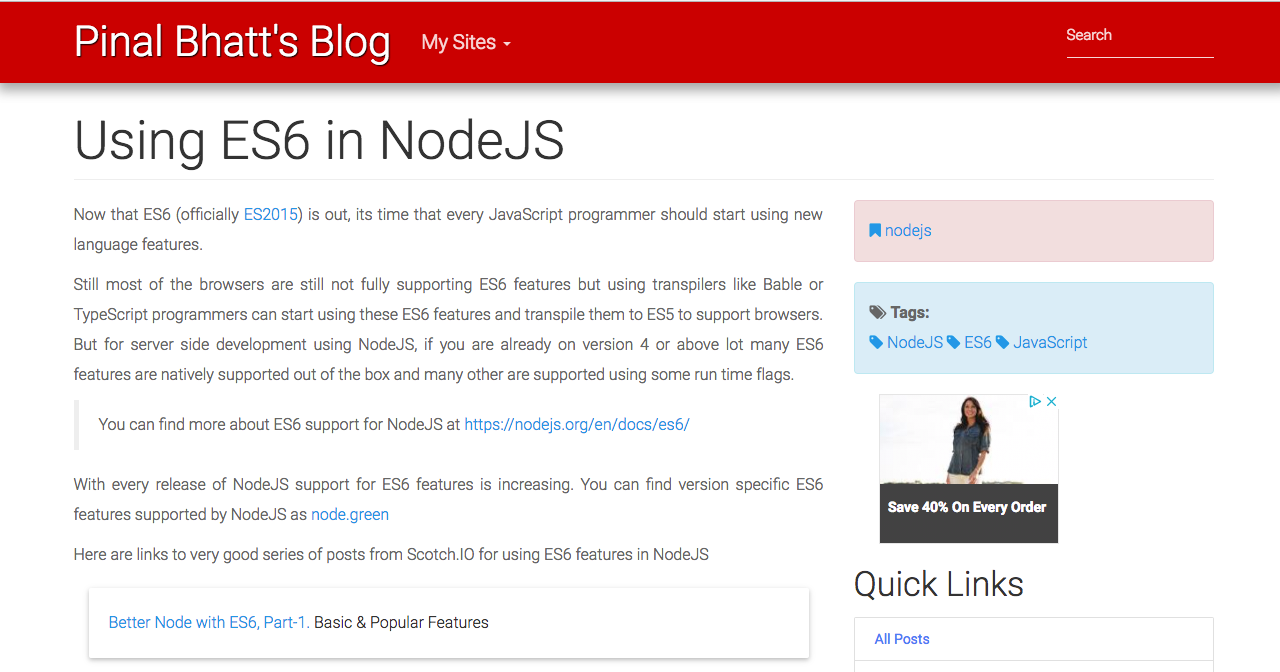 Pinal Bhatt's Blog My Sites Search
Using ES6 in NodeJS
Now that ES6 (officially ES2015) is out, its time that every JavaScript programmer should start using new
language features.
Still most of the browsers are still not fully supporting ES6 features but using transpilers like Bable or
TypeScript programmers can start using these ES6 features and transpile them to ES5 to support browsers.
But for server side development using NodeJS, if you are already on version 4 or above lot many ES6
features are natively supported out of the box and many other are supported using some run time flags.
You can find more about ES6 support for NodeJS at https://nodejs.org/en/docs/es6/
With every release of NodeJS support for ES6 features is increasing. You can find version specific ES6
features supported by NodeJS as node.green
Here are links to very good series of posts from Scotch.IO for using ES6 features in NodeJS
Better Node with ES6, Part-1. Basic & Popular Features
nodejs
Tags:
NodeJS ES6 JavaScript
Save 40% On Every Order
Quick Links
All Posts